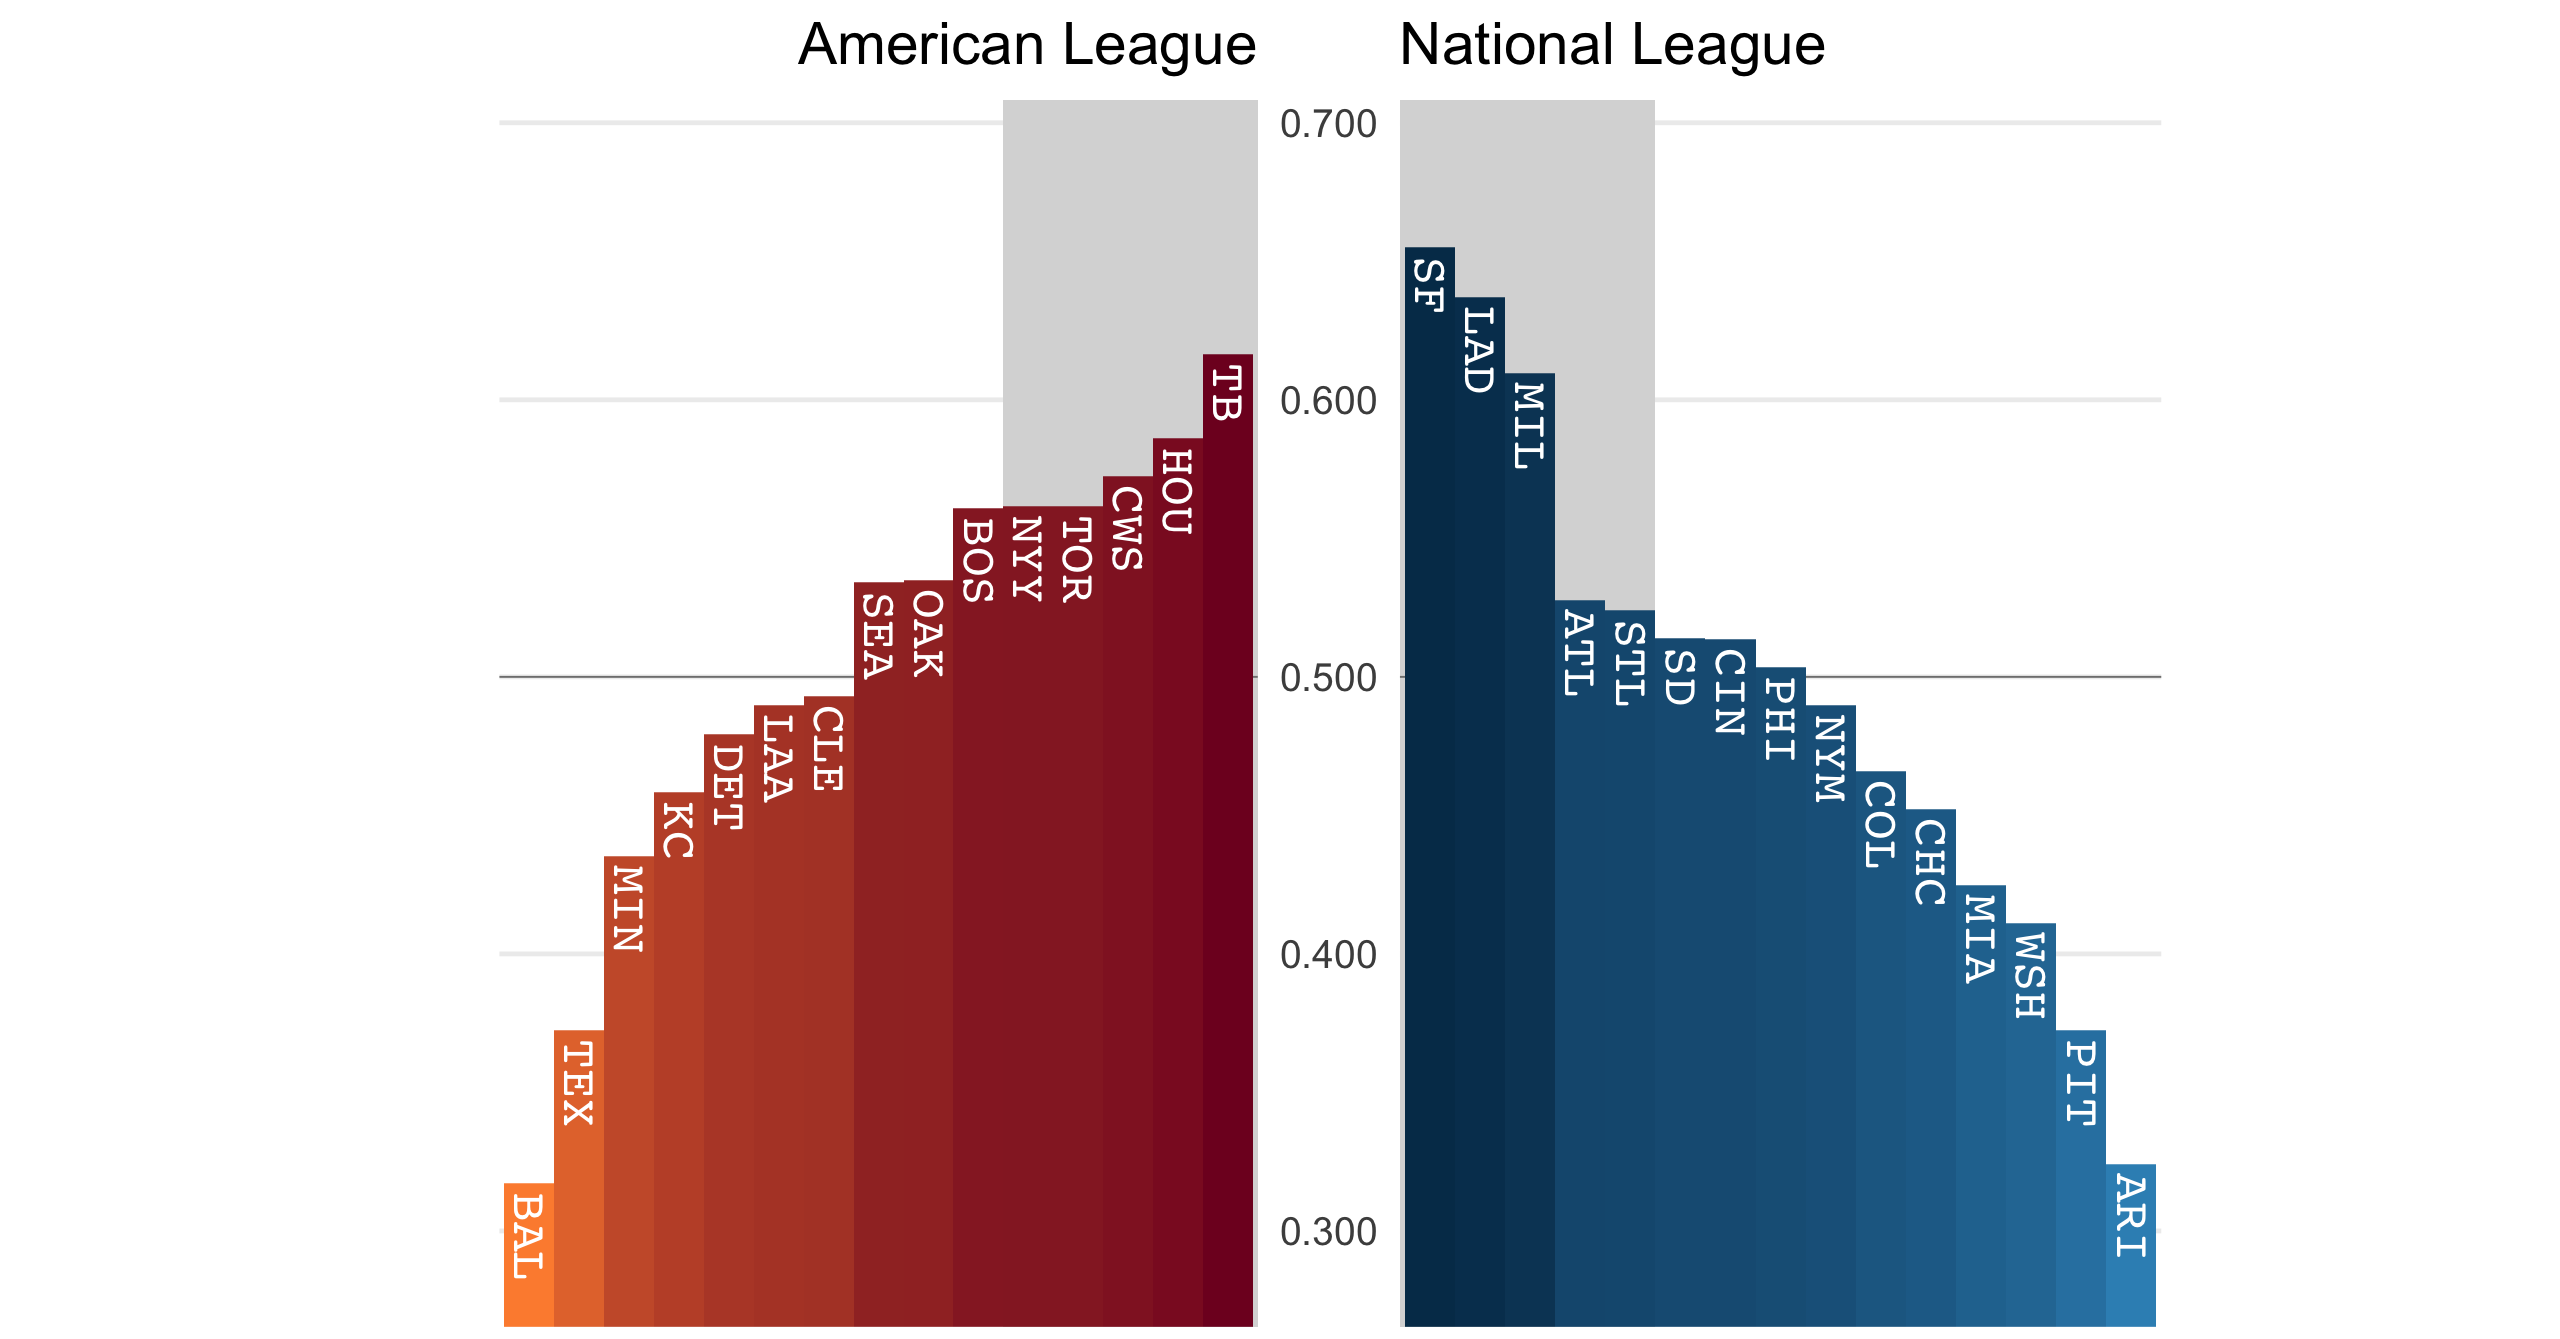 American League
National League
0.700
0.600
0.500
0.400
0.300
BAL
TEX
MIN
KC
DET
LAA
CLE
SEA
OAK
BOS
NYY
TOR
CWS
HOU
TB
SF
LAD
MIL
ATL
STL
SD
CIN
PHI
NYM
COL
CHC
MIA
WSH
PIT
ARI